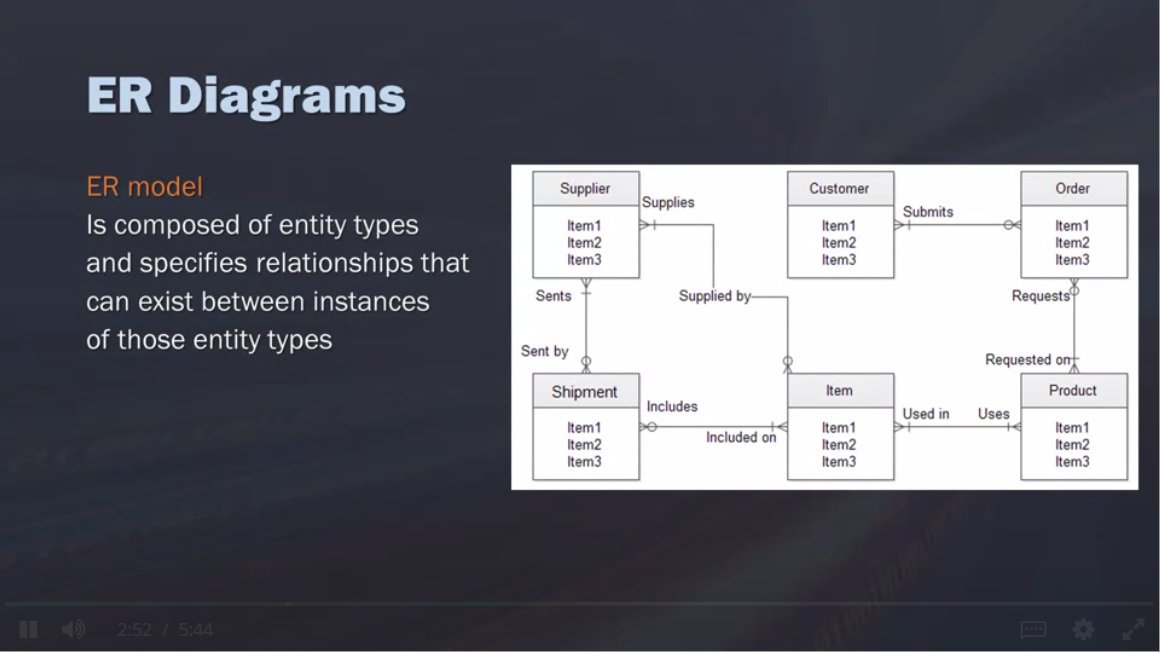 ER Diagrams
ER model
Is composed of entity types
and specifies relationships that
can exist between instances
of those entity types
Supplier
Item1
Item2
Item3
Supplies
Customer
Item1
Item2
Item3
Submits
Order
Item1
Item2
Item3
Sents
Supplied by
Requests
Sent by
Requested on
Shipment
Item1
Item2
Item3
Includes
Included on
Item
Item1
Item2
Item3
Used in
Uses
Product
Item1
Item2
Item3
2:52 / 5:44